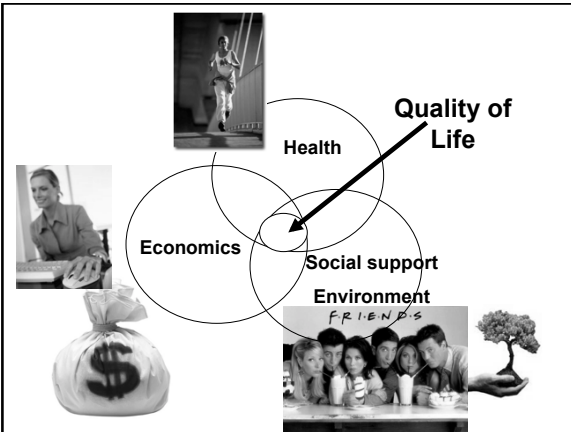 Quality of
Life
Health
Economics
Social support
Environment
F·R·I·E·N·D·S
$